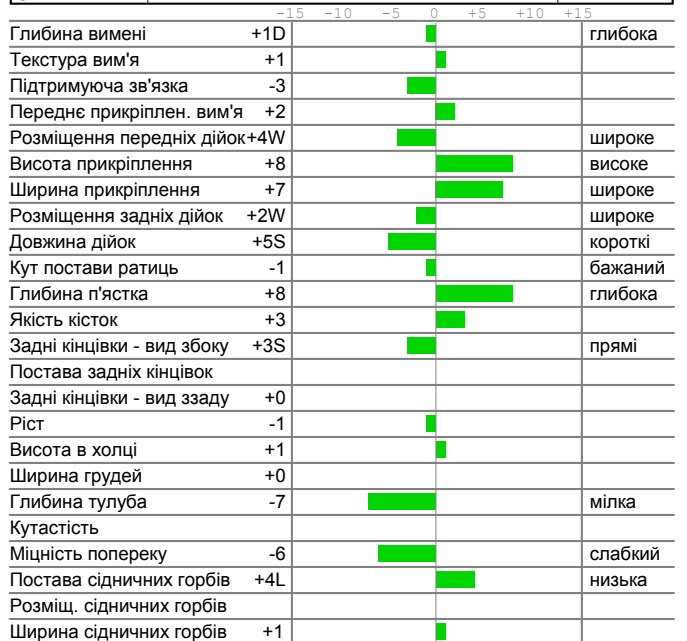 -15 -10 -5 0 +5 +10 +15
Глибина вимені +1D глибока
Текстура вим'я +1
Підтримуюча зв'язка -3
Переднє прикріплен. вим'я +2
Розміщення передніх дійок+4W широке
Висота прикріплення +8 високе
Ширина прикріплення +7 широке
Розміщення задніх дійок +2W широке
Довжина дійок +5S короткі
Кут постави ратиць -1 бажаний
Глибина п'ястка +8 глибока
Якість кісток +3
Задні кінцівки - вид збоку +3S прямі
Постава задніх кінцівок
Задні кінцівки - вид ззаду +0
Ріст -1
Висота в холці +1
Ширина грудей +0
Глибина тулуба -7 мілка
Кутастість
Міцність попереку -6 слабкий
Постава сідничних горбів +4L низька
Розміщ. сідничних горбів
Ширина сідничних горбів +1